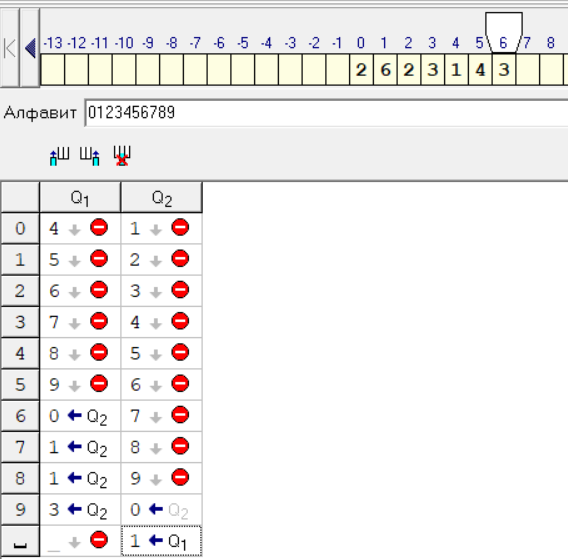 -13 -12 -11 -10 -9 -8 -7 -6 -5 -4 -3 -2 -1 0 1 2 3 4 5 6 7 8
2 6 2 3 1 4 3
Алфавит 0123456789
Q1 Q2
0 4 1
1 5 2
2 6 3
3 7 4
4 8 5
5 9 6
6 0 ← Q2 7
7 1 ← Q2 8
8 1 ← Q2 9
9 3 ← Q2 0 ← Q2
_ 1 ← Q1